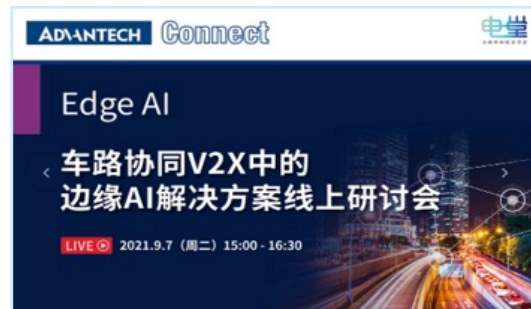 ADVANTECH Connect
电堂
Edge AI
车路协同V2X中的
边缘AI解决方案线上研讨会
LIVE 2021.9.7（周二）15:00 - 16:30